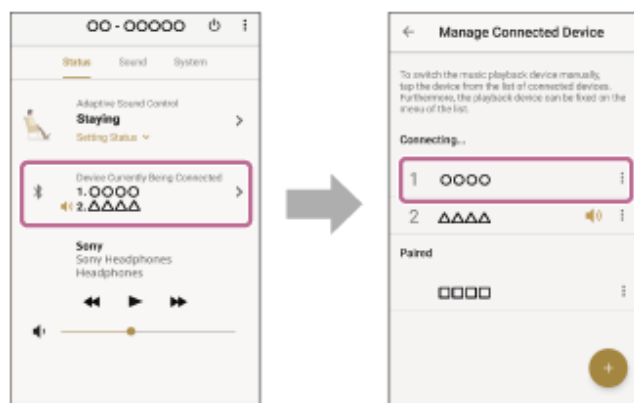 OO-OOOOO
Status Sound System
Adaptive Sound Control
Staying
Setting Status
Device Currently Being Connected
1.OOOO
2.△△△△
Sony
Sony Headphones
Headphones
Manage Connected Device
To switch the music playback device manually,
tap the device from the list of connected devices.
Furthermore, the playback device can be fixed on the
menu of the list.
Connecting...
1 OOOO
2 △△△△
Paired
□□□□